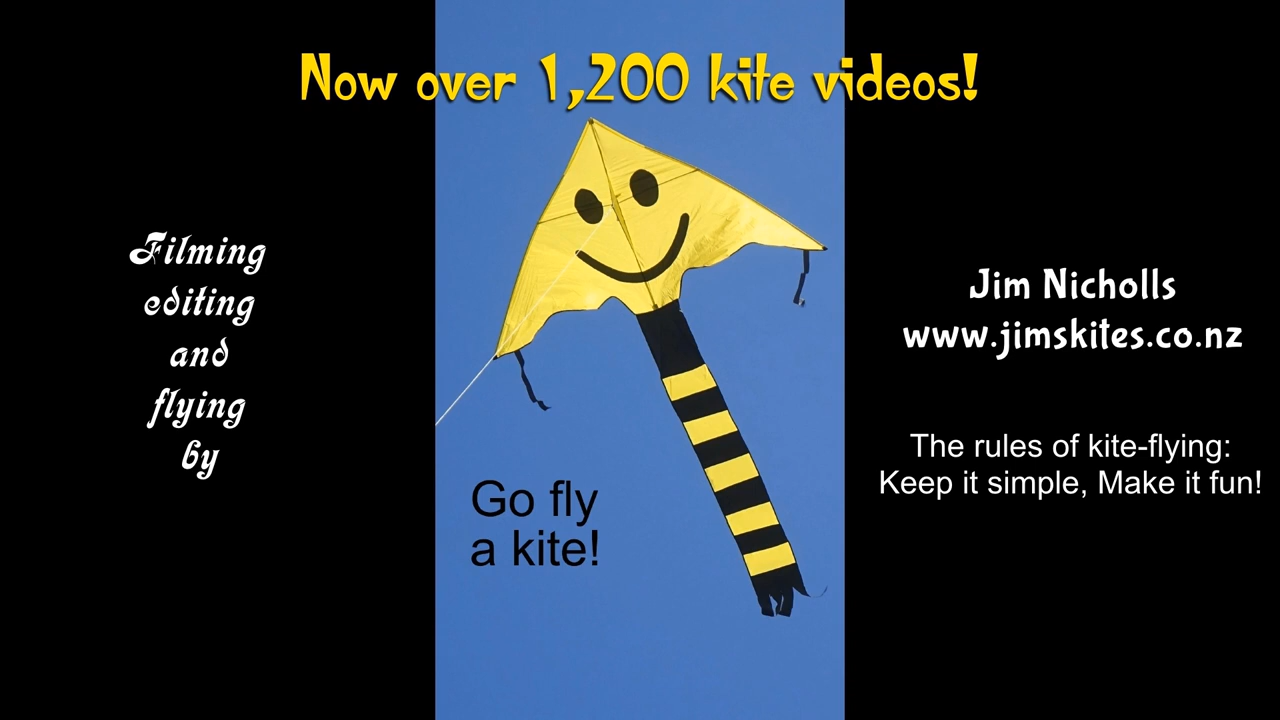 Now over 1,200 kite videos!
Filming
editing
and
flying
by
Go fly
a kite!
Jim Nicholls
www.jimskites.co.nz
The rules of kite-flying:
Keep it simple, Make it fun!